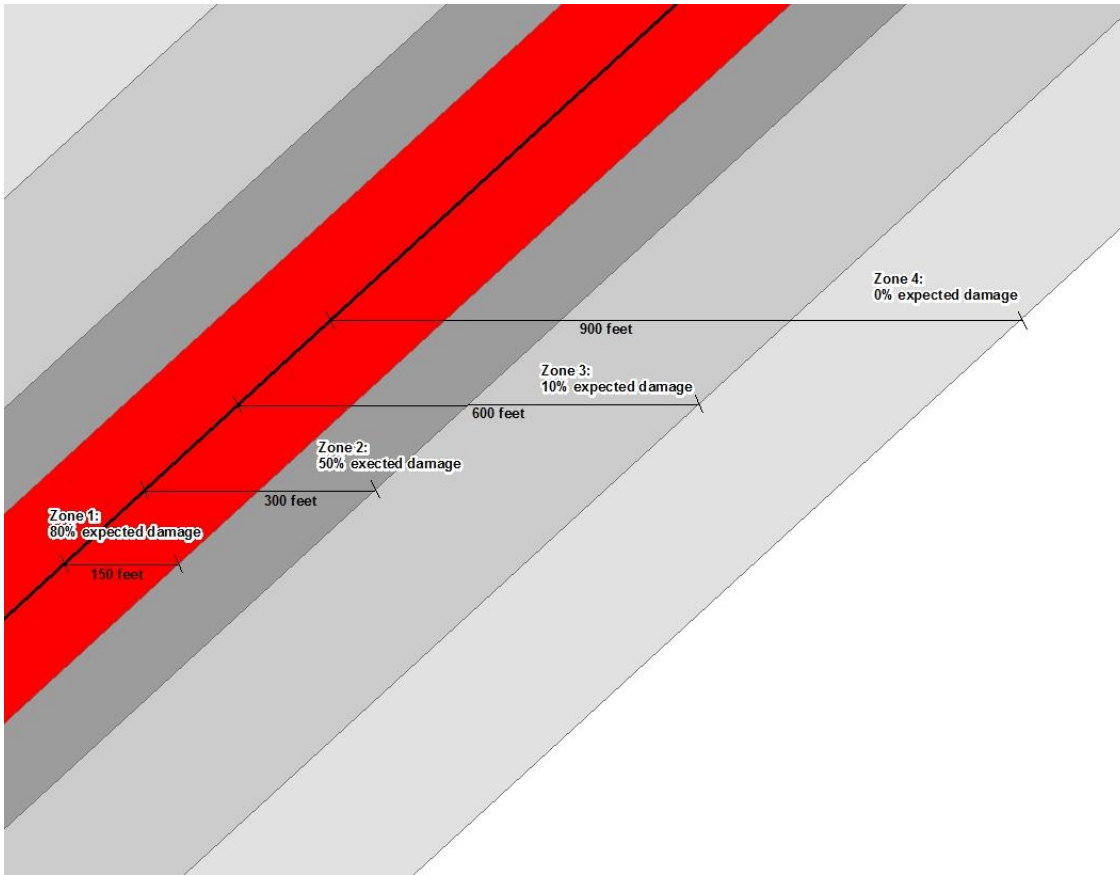 Zone 4:
0% expected damage
900 feet
Zone 3:
10% expected damage
600 feet
Zone 2:
50% exected damage
300 feet
Zone 1:
80% expected damage
150 feet